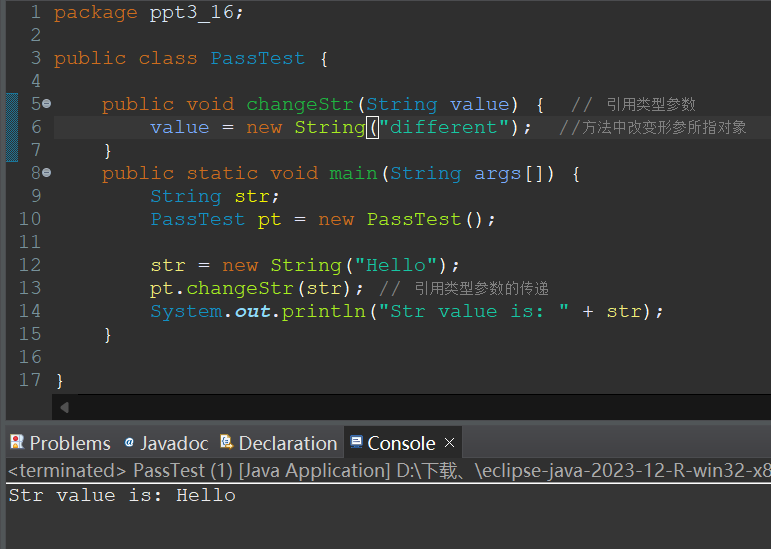 1 package ppt3_16;
2
3 public class PassTest {
4
5 public void changeStr(String value) { // 引用类型参数
6 value = new String("different"); //方法中改变形参所指对象
7 }
8 public static void main(String args[]) {
9 String str;
10 PassTest pt = new PassTest();
11
12 str = new String("Hello");
13 pt.changeStr(str); // 引用类型参数的传递
14 System.out.println("Str value is: " + str);
15 }
16
17 }
Problems @ Javadoc Declaration Console
<terminated> PassTest (1) [Java Application] D:\下载、\eclipse-java-2023-12-R-win32-x8
Str value is: Hello